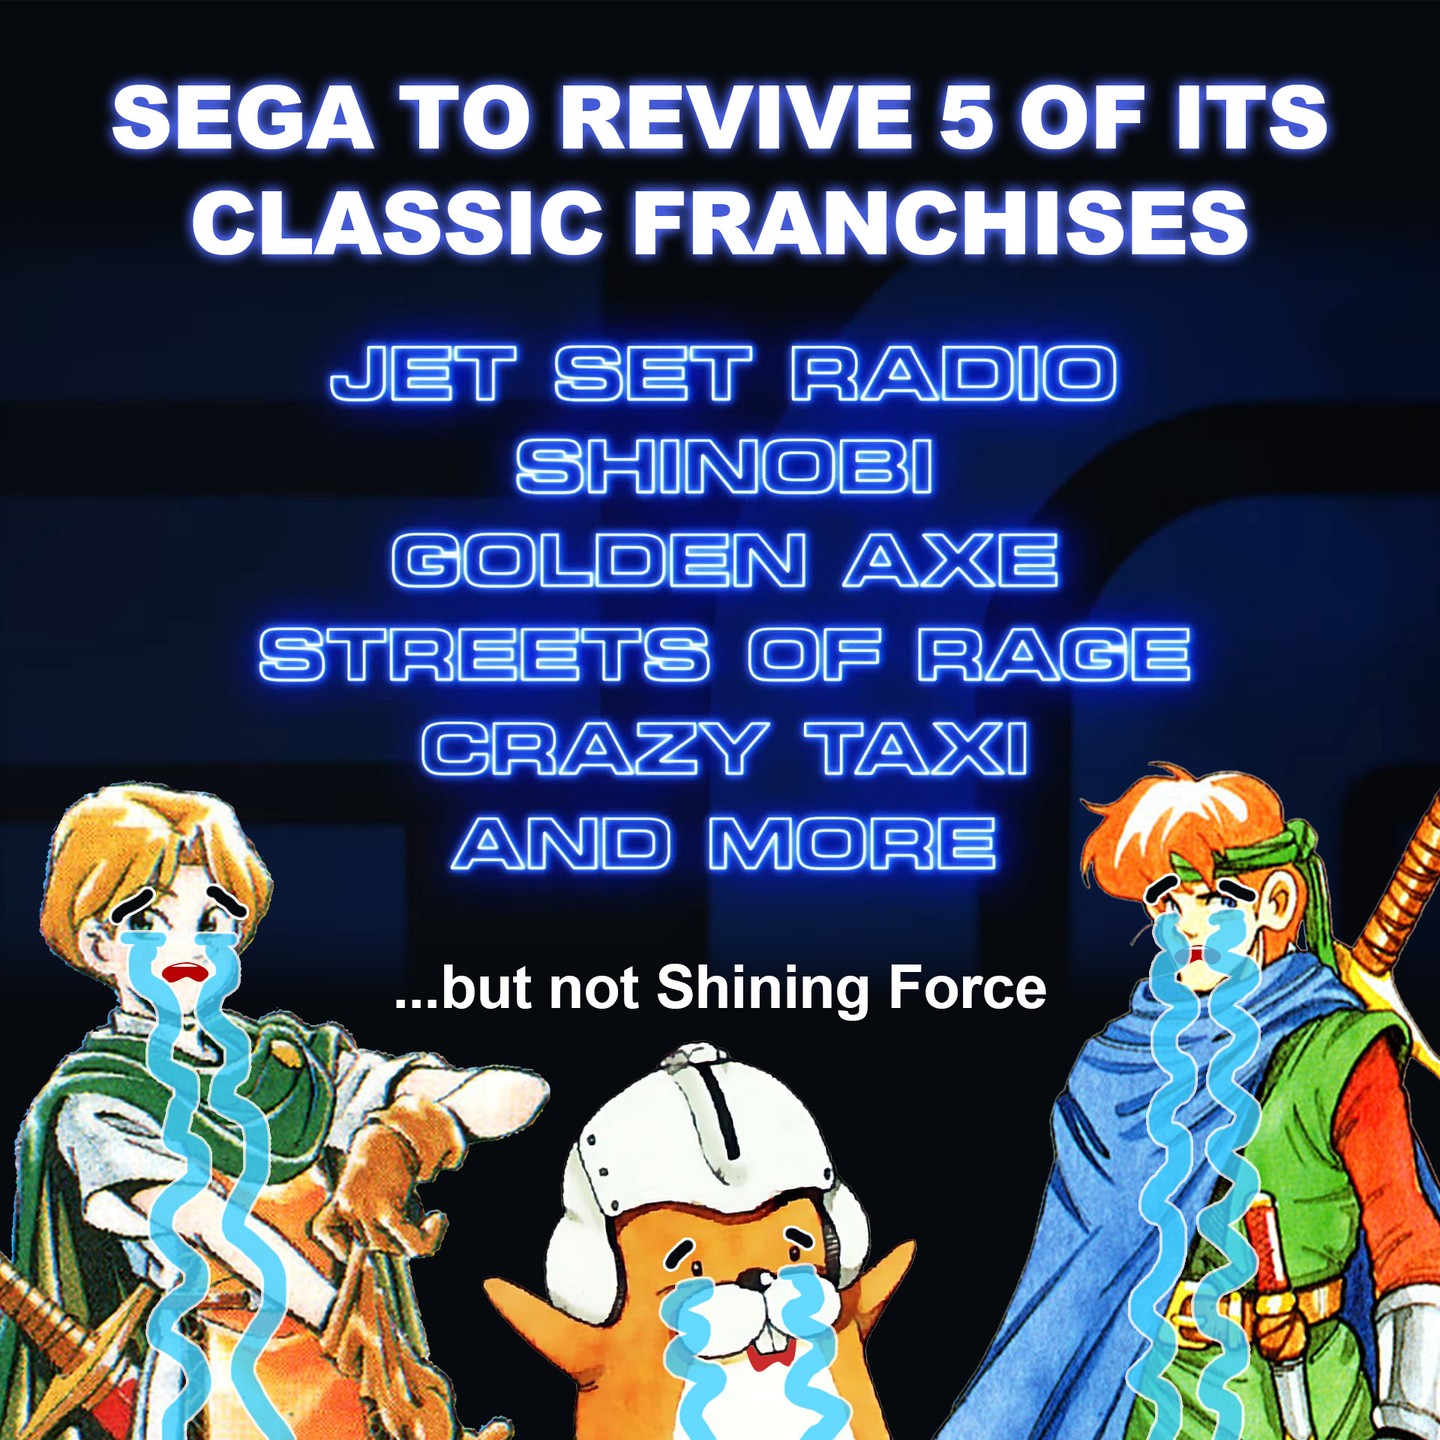 SEGA TO REVIVE 5 OF ITS
CLASSIC FRANCHISES
JET SET RADIO
SHINOBI
GOLDEN AXE
STREETS OF RAGE
CRAZY TAXI
AND MORE
...but not Shining Force